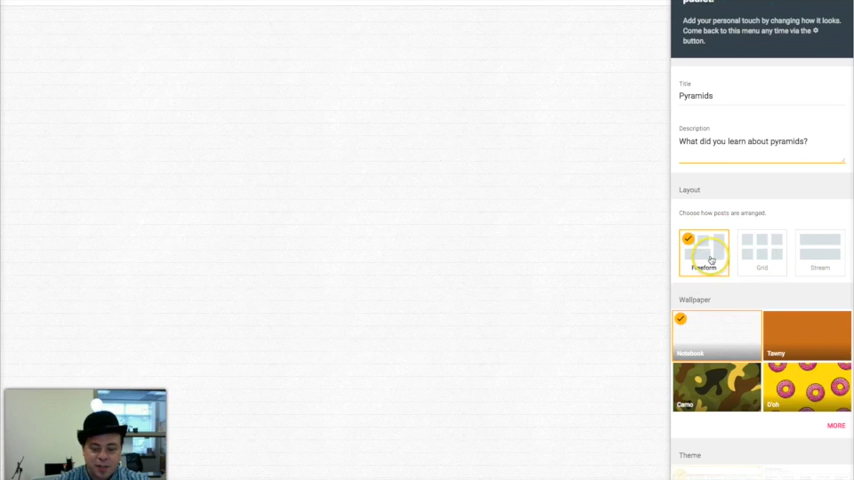 padlet.
Add your personal touch by changing how it looks.
Come back to this menu any time via the
button.
Title
Pyramids
Description
What did you learn about pyramids?
Layout
Choose how posts are arranged.
Freeform
Grid
Stream
Wallpaper
Notebook
Tawny
Camo
D'oh
MORE
Theme